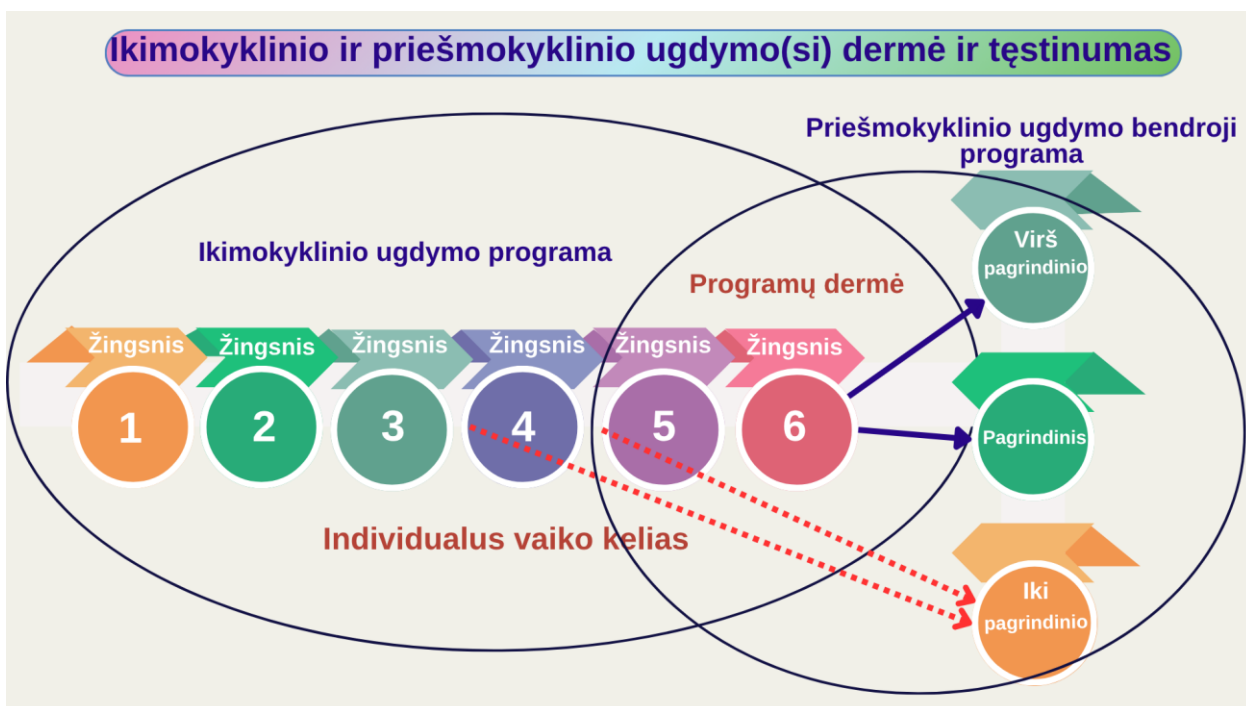 Ikimokyklinio ir priešmokyklinio ugdymo(si) dermė ir tęstinumas
Priešmokyklinio ugdymo bendroji
programa
Ikimokyklinio ugdymo programa
Programų dermė
Žingsnis
1
Žingsnis
2
Žingsnis
3
Žingsnis
4
Žingsnis
5
Žingsnis
6
Individualus vaiko kelias
Virš
pagrindinio
Pagrindinis
Iki
pagrindinio